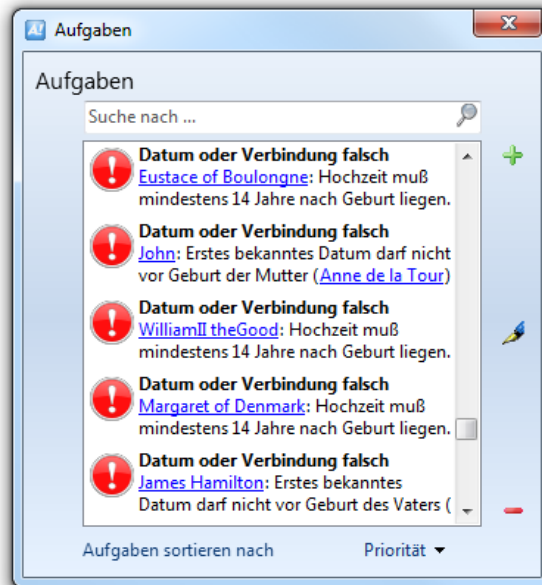 A! Aufgaben
Aufgaben
Suche nach ...
Datum oder Verbindung falsch
Eustace of Boulongne: Hochzeit muß
mindestens 14 Jahre nach Geburt liegen.
Datum oder Verbindung falsch
John: Erstes bekanntes Datum darf nicht
vor Geburt der Mutter (Anne de la Tour)
Datum oder Verbindung falsch
WilliamII theGood: Hochzeit muß
mindestens 14 Jahre nach Geburt liegen.
Datum oder Verbindung falsch
Margaret of Denmark: Hochzeit muß
mindestens 14 Jahre nach Geburt liegen.
Datum oder Verbindung falsch
James Hamilton: Erstes bekanntes
Datum darf nicht vor Geburt des Vaters (
Aufgaben sortieren nach Priorität